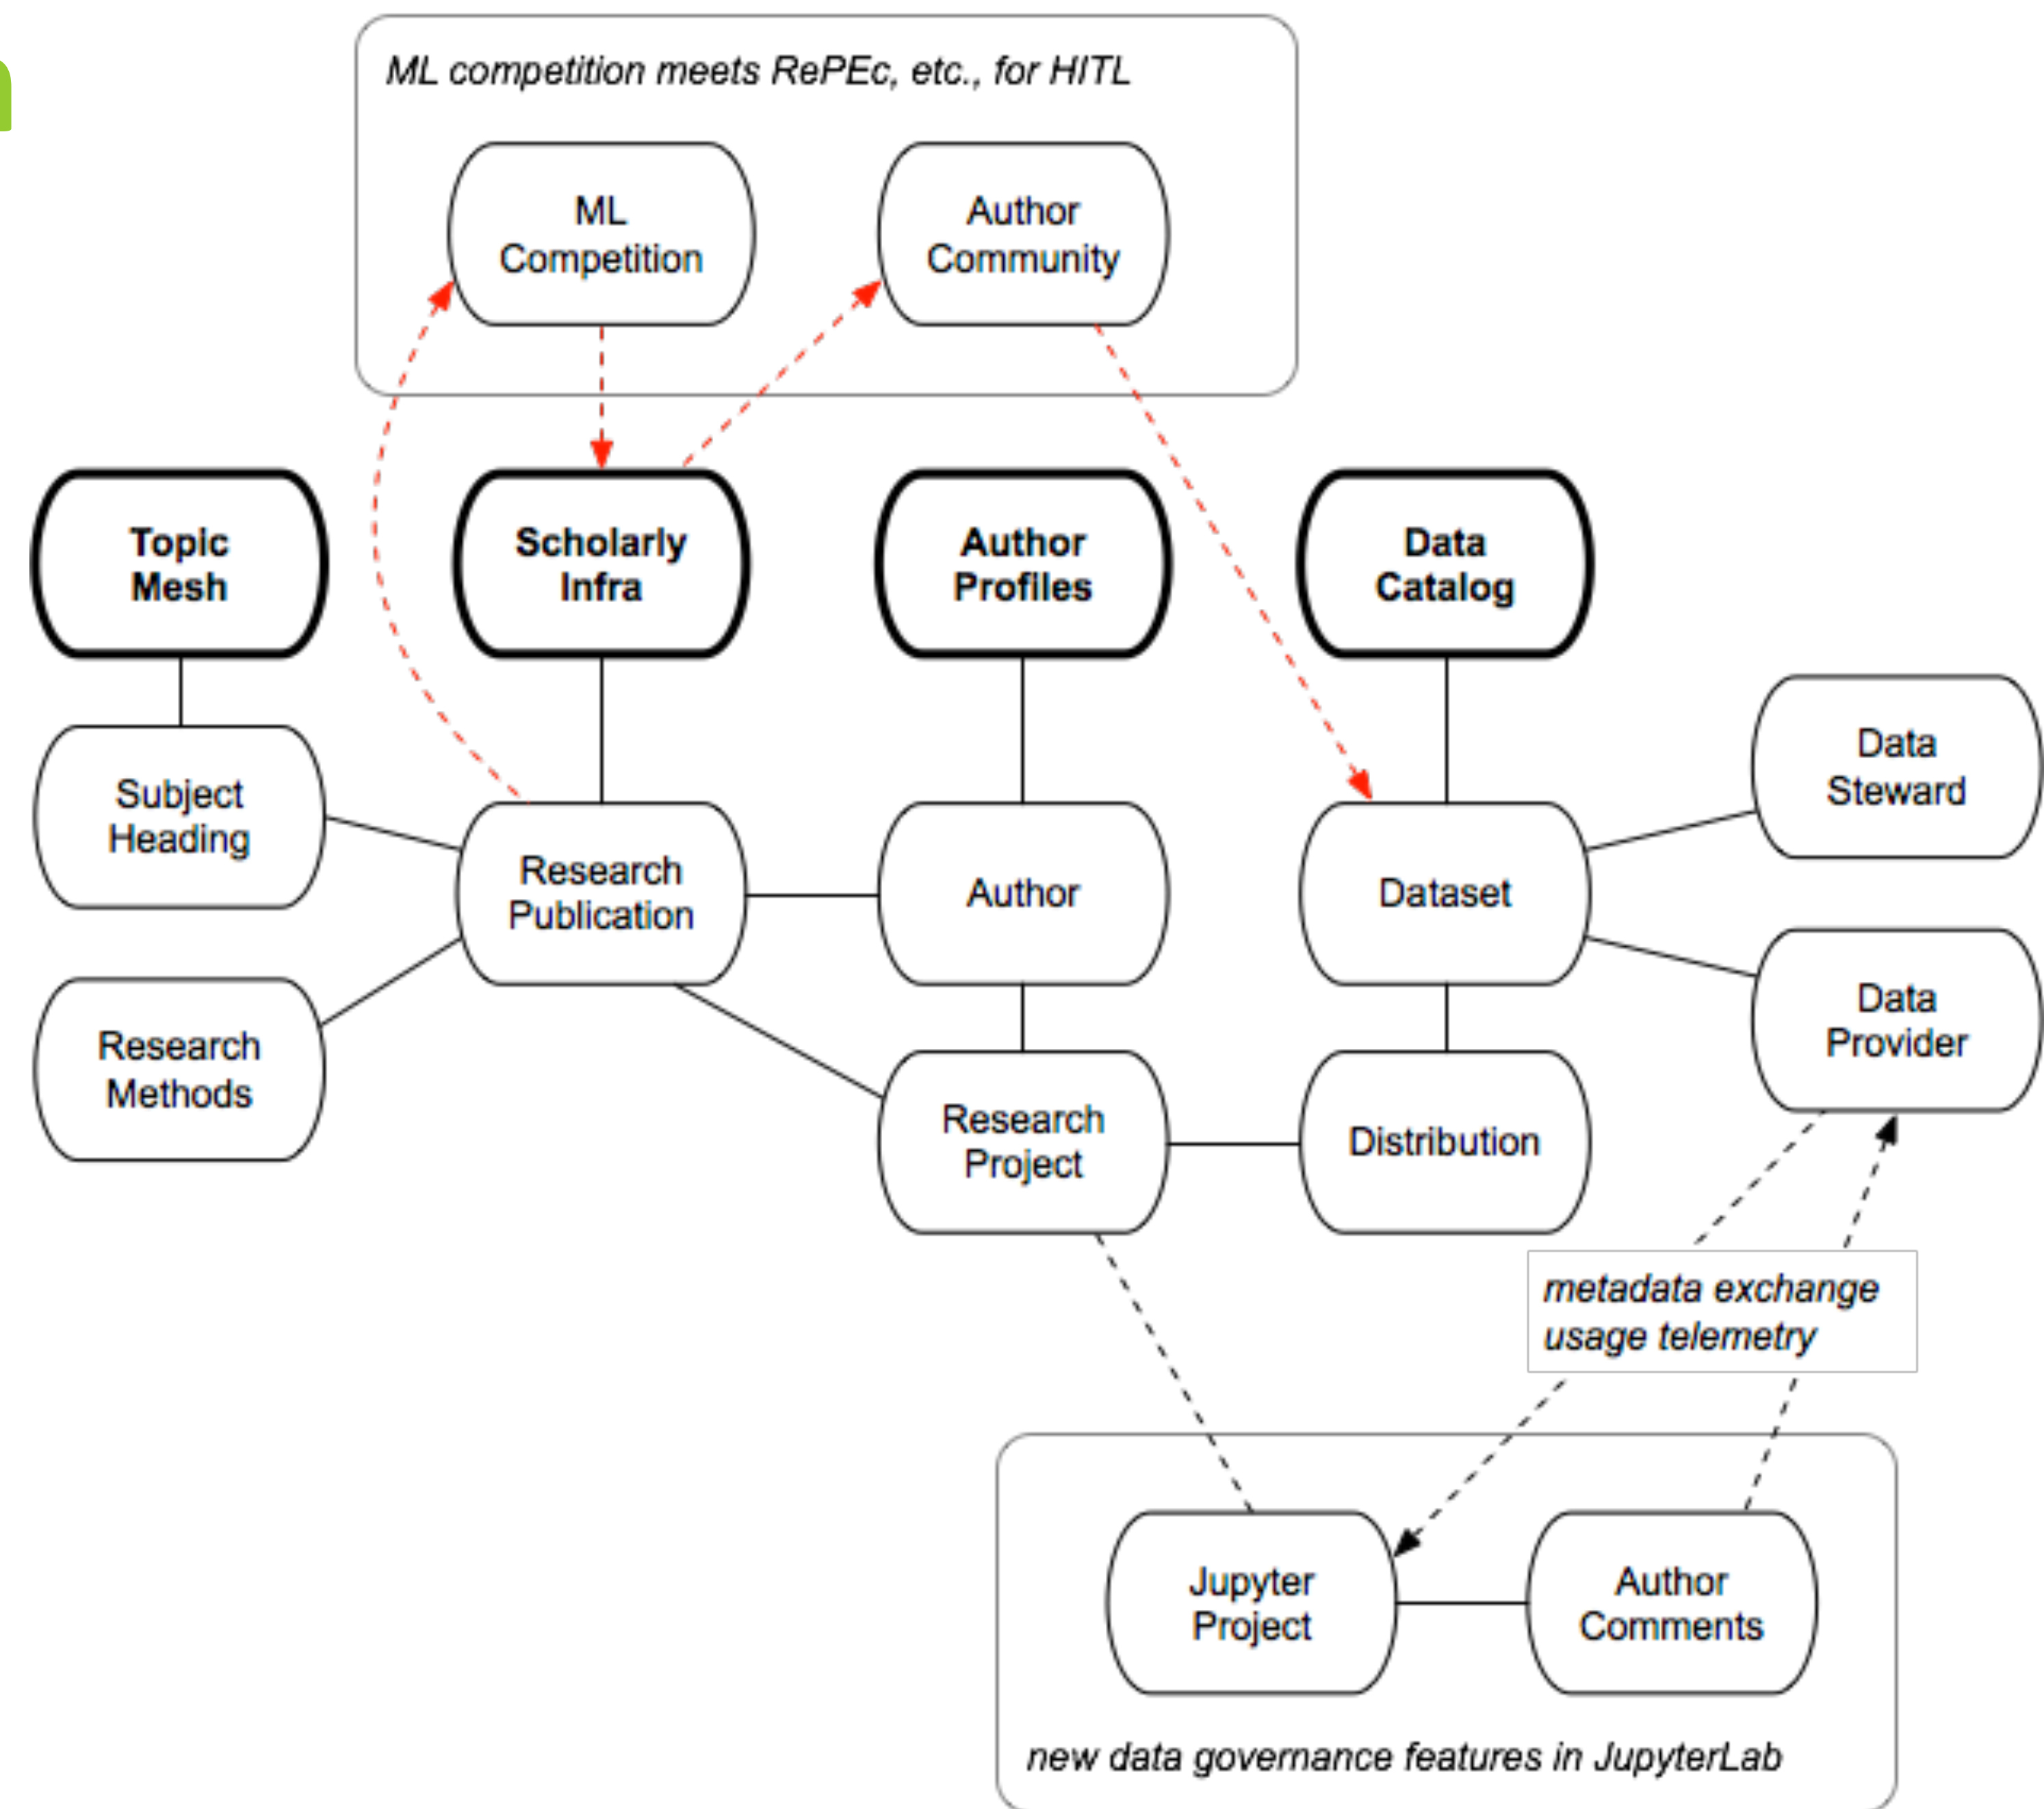 ML competition meets RePEc, etc., for HITL
ML
Competition
Author
Community
Topic
Mesh
Scholarly
Infra
Author
Profiles
Data
Catalog
Subject
Heading
Research
Publication
Author
Dataset
Data
Steward
Research
Methods
Research
Project
Distribution
Data
Provider
metadata exchange
usage telemetry
Jupyter
Project
Author
Comments
new data governance features in JupyterLab